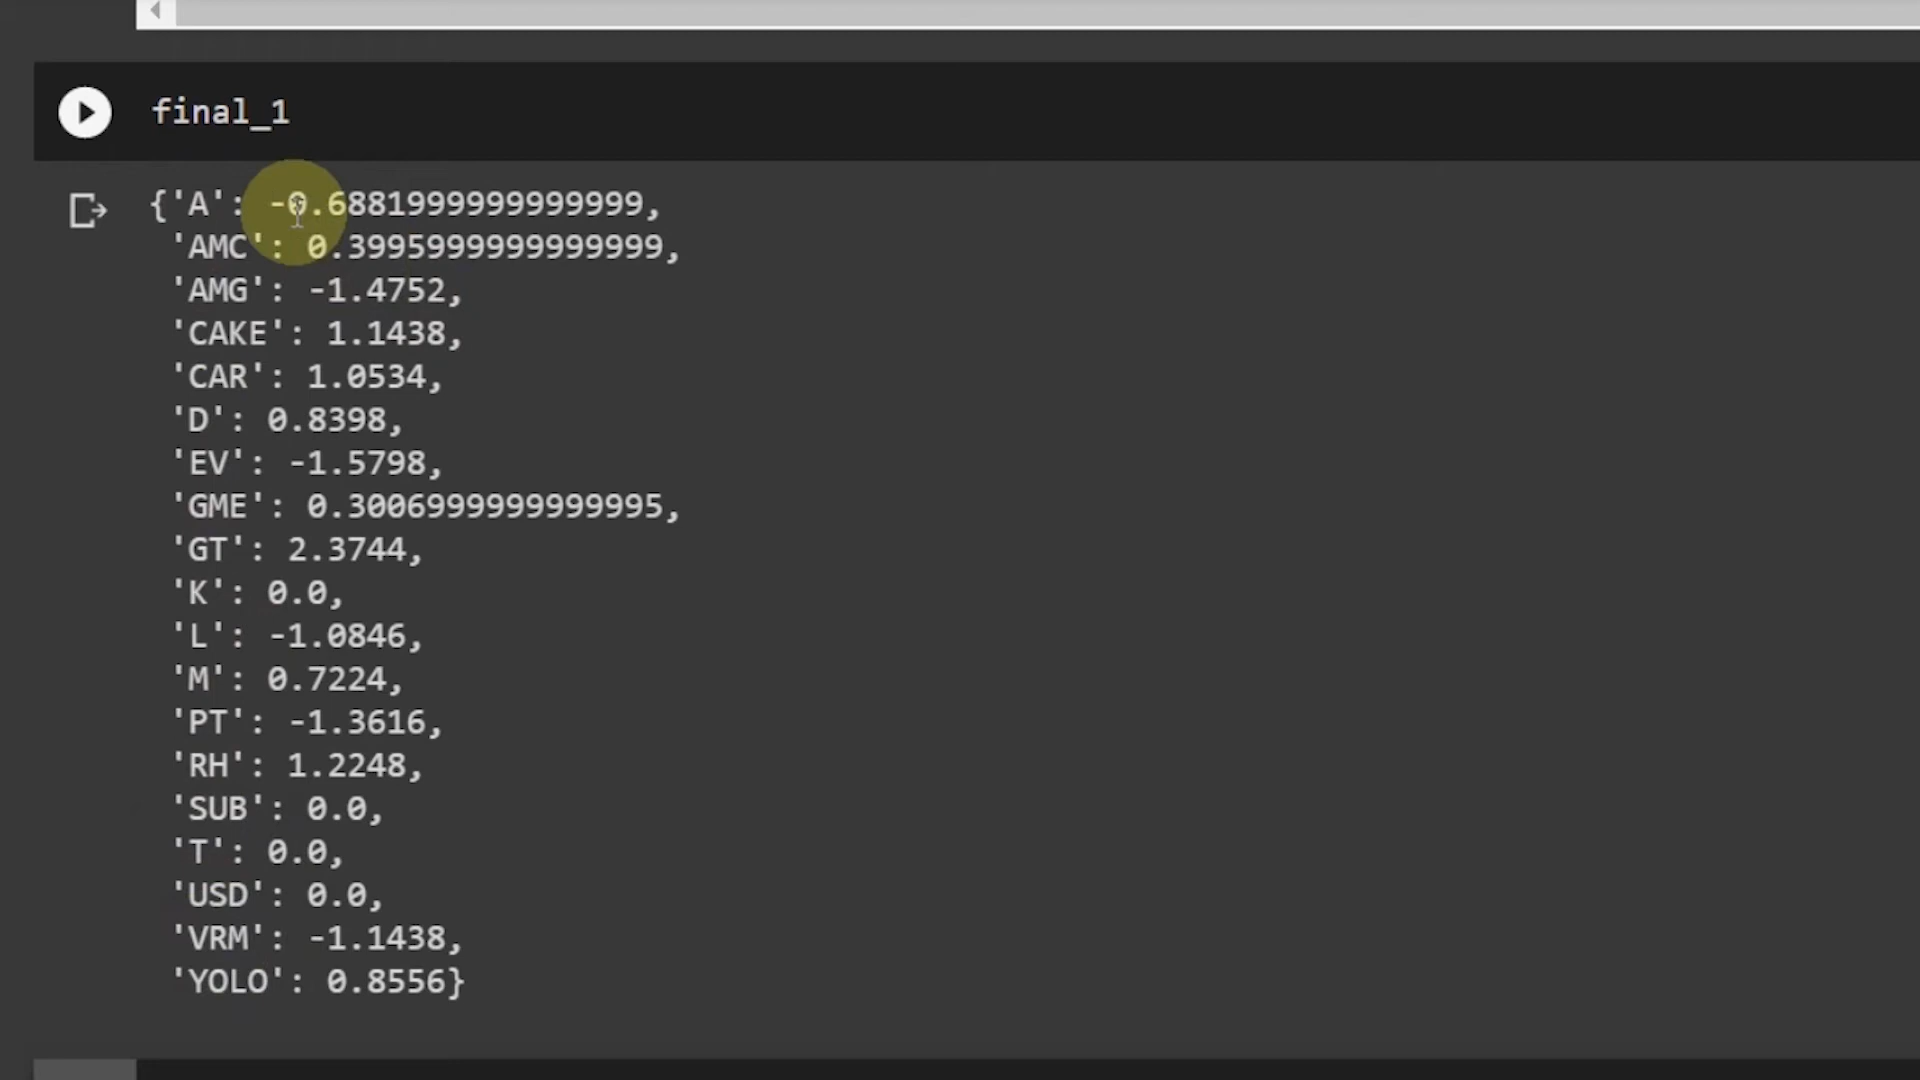 final_1
{'A': -0.6881999999999999,
'AMC': 0.3995999999999999,
'AMG': -1.4752,
'CAKE': 1.1438,
'CAR': 1.0534,
'D': 0.8398,
'EV': -1.5798,
'GME': 0.30069999999999995,
'GT': 2.3744,
'K': 0.0,
'L': -1.0846,
'M': 0.7224,
'PT': -1.3616,
'RH': 1.2248,
'SUB': 0.0,
'T': 0.0,
'USD': 0.0,
'VRM': -1.1438,
'YOLO': 0.8556}